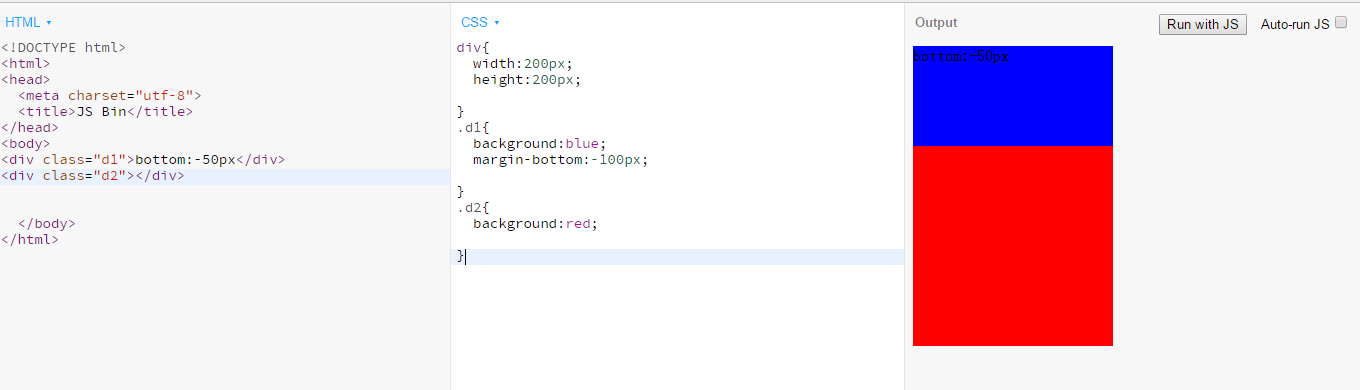 HTML ▾
<!DOCTYPE html>
<html>
<head>
<meta charset="utf-8">
<title>JS Bin</title>
</head>
<body>
<div class="d1">bottom:-50px</div>
<div class="d2"></div>
</body>
</html>
CSS ▾
div{
width:200px;
height:200px;
}
.d1{
background:blue;
margin-bottom:-100px;
}
.d2{
background:red;
}
Output
Run with JS
Auto-run JS
bottom:-50px